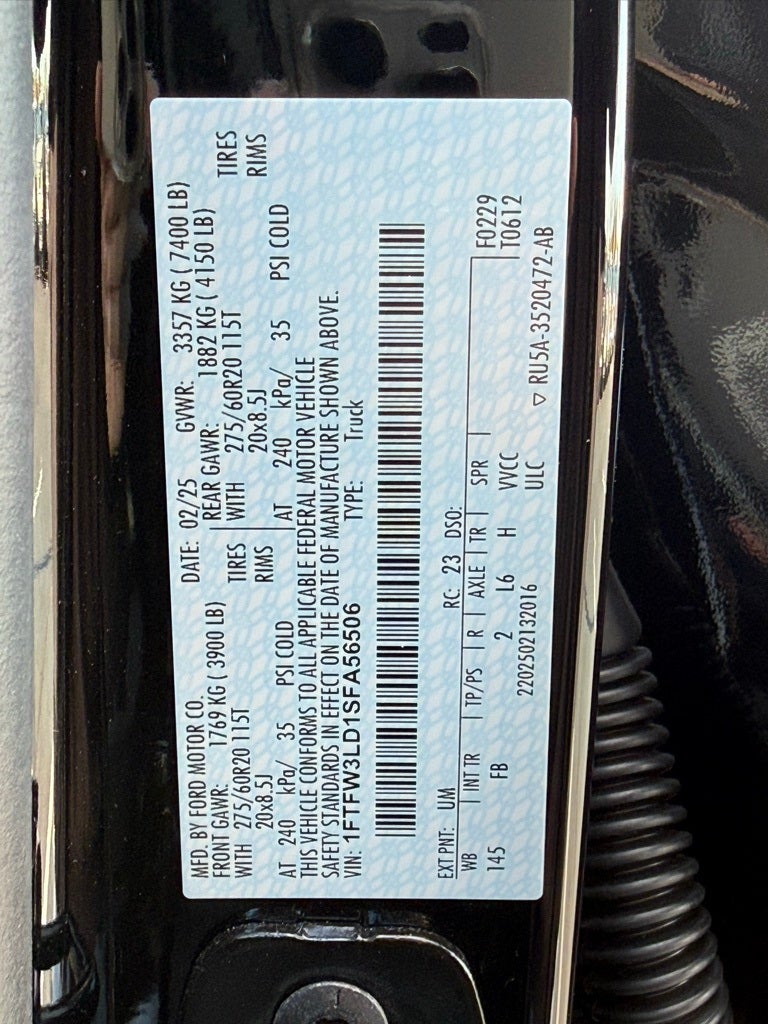 MFD. BY FORD MOTOR CO. DATE: 02/25 GVWR: 3357 KG ( 7400 LB)
FRONT GAWR: 1769 KG ( 3900 LB) REAR GAWR: 1882 KG ( 4150 LB)
WITH 275/60R20 115T TIRES WITH 275/60R20 115T TIRES
20x8.5J RIMS 20x8.5J RIMS
AT 240 kPa/ 35 PSI COLD AT 240 kPa/ 35 PSI COLD
THIS VEHICLE CONFORMS TO ALL APPLICABLE FEDERAL MOTOR VEHICLE
SAFETY STANDARDS IN EFFECT ON THE DATE OF MANUFACTURE SHOWN ABOVE.
VIN: 1FTFW3LD1SFA56506 TYPE: Truck
EXT PNT: UM RC: 23 DSO:
WB INT TR TP/PS R AXLE TR SPR F0229
145 FB 2 L6 H VVCC T0612
2202502132016 ULC ▽ RU5A-3520472-AB